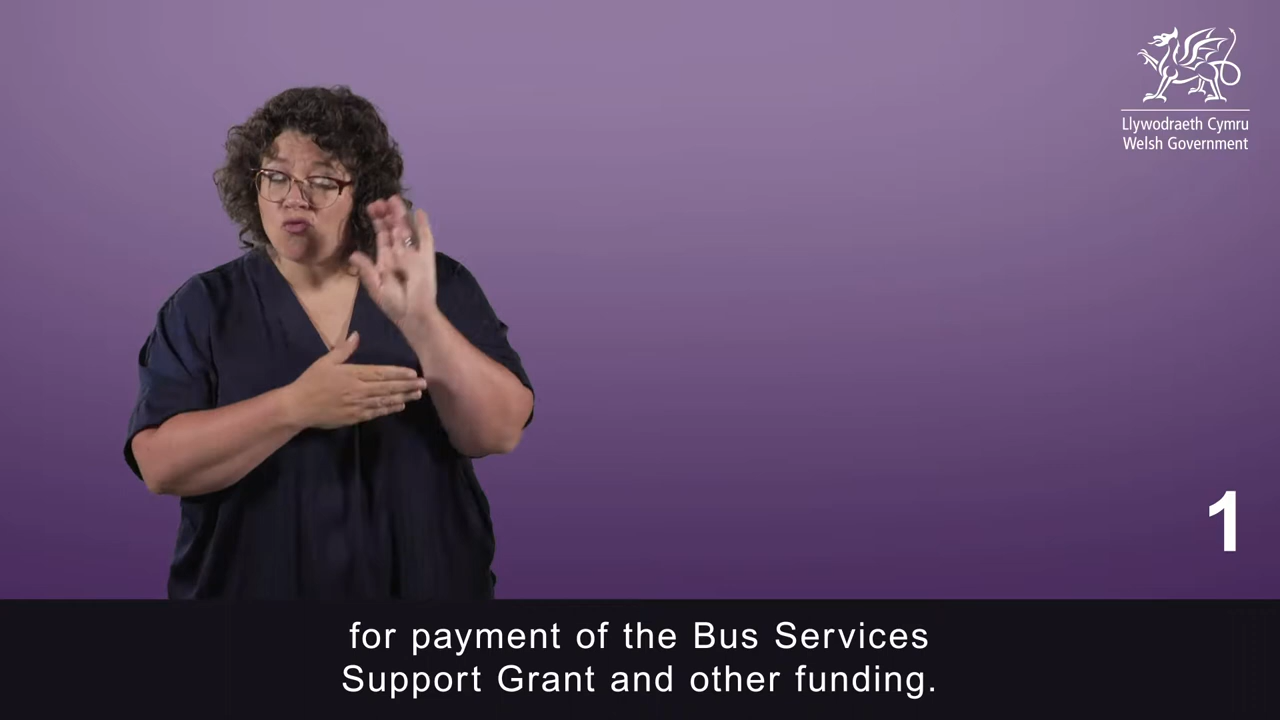 Llywodraeth Cymru
Welsh Government
1
for payment of the Bus Services
Support Grant and other funding.